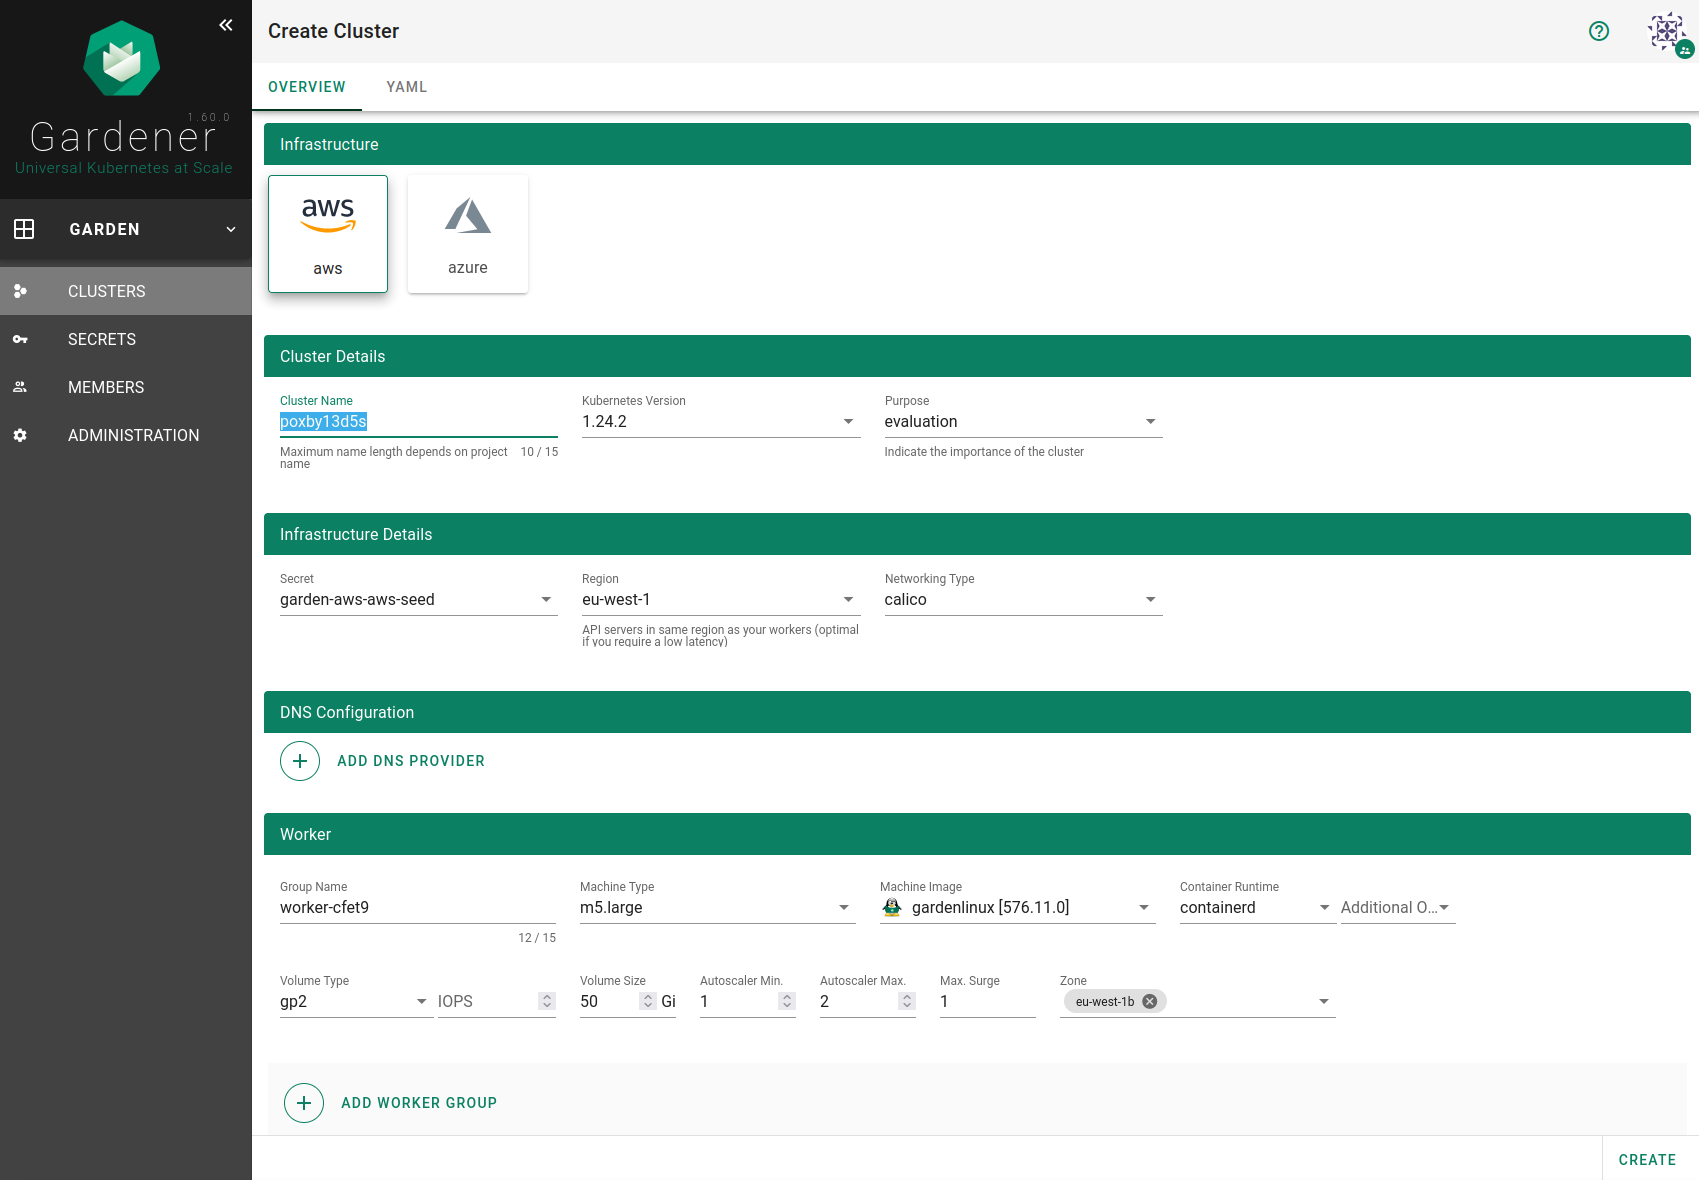 1.60.0
Gardener
Universal Kubernetes at Scale
GARDEN
CLUSTERS
SECRETS
MEMBERS
ADMINISTRATION
Create Cluster
OVERVIEW YAML
Infrastructure
aws
aws azure
Cluster Details
Cluster Name Kubernetes Version Purpose
poxby13d5s 1.24.2 evaluation
Maximum name length depends on project 10 / 15 Indicate the importance of the cluster
name
Infrastructure Details
Secret Region Networking Type
garden-aws-aws-seed eu-west-1 calico
API servers in same region as your workers (optimal
if you require a low latency)
DNS Configuration
ADD DNS PROVIDER
Worker
Group Name Machine Type Machine Image Container Runtime
worker-cfet9 m5.large gardenlinux [576.11.0] containerd Additional O...
12 / 15
Volume Type Volume Size Autoscaler Min. Autoscaler Max. Max. Surge Zone
gp2 IOPS 50 Gi 1 2 1 eu-west-1b
ADD WORKER GROUP
CREATE